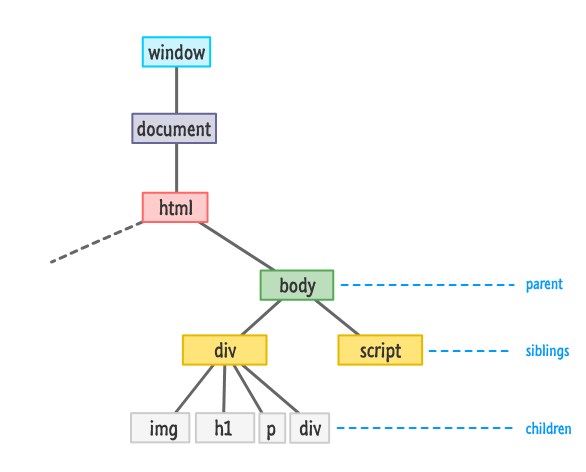 window
document
html
body parent
div script siblings
img h1 p div children